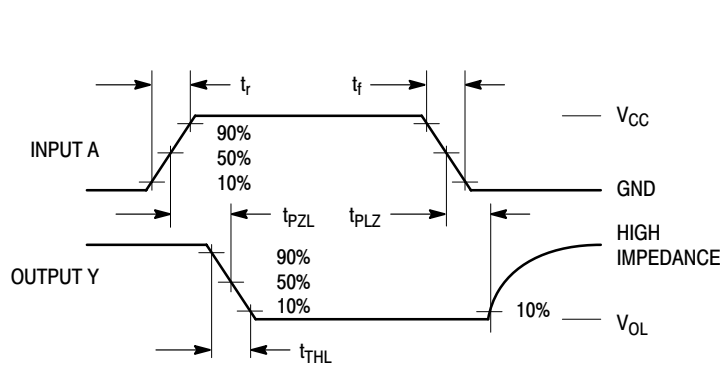 tr
tf
VCC
INPUT A
90%
50%
10%
GND
tPZL
tPLZ
HIGH
IMPEDANCE
OUTPUT Y
90%
50%
10%
10%
VOL
tTHL